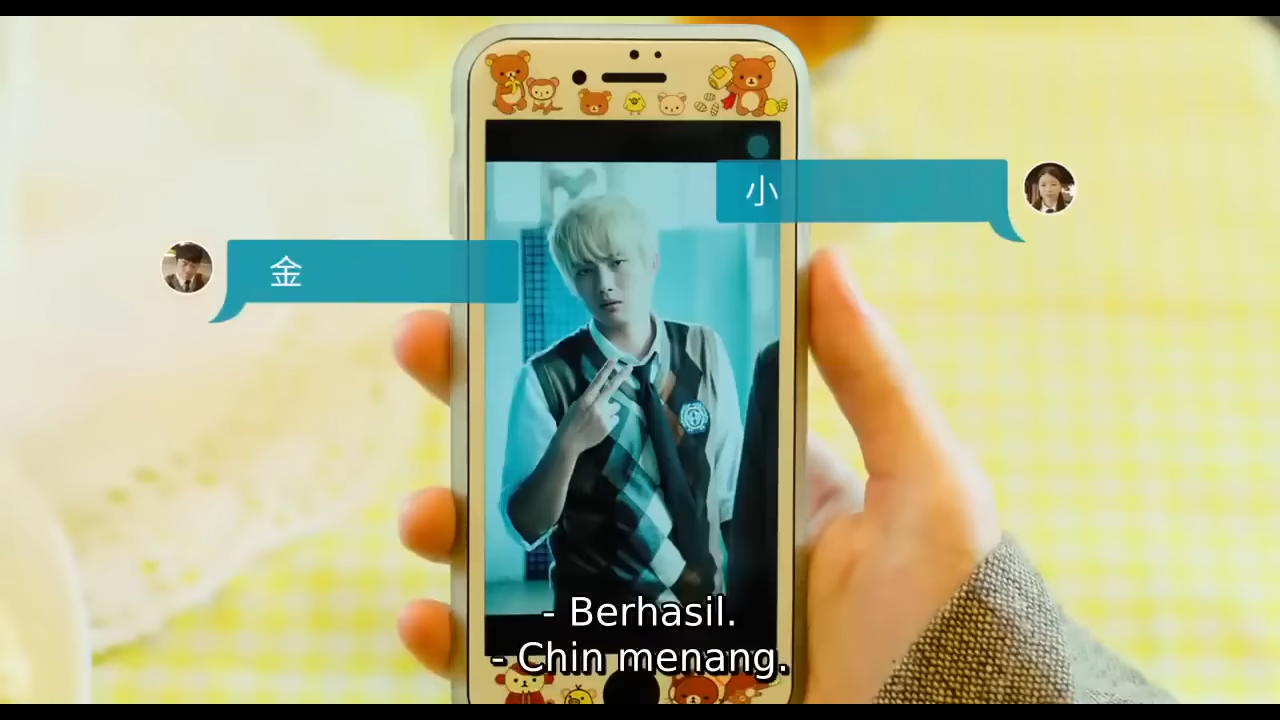 小
金
- Berhasil.
- Chin menang.